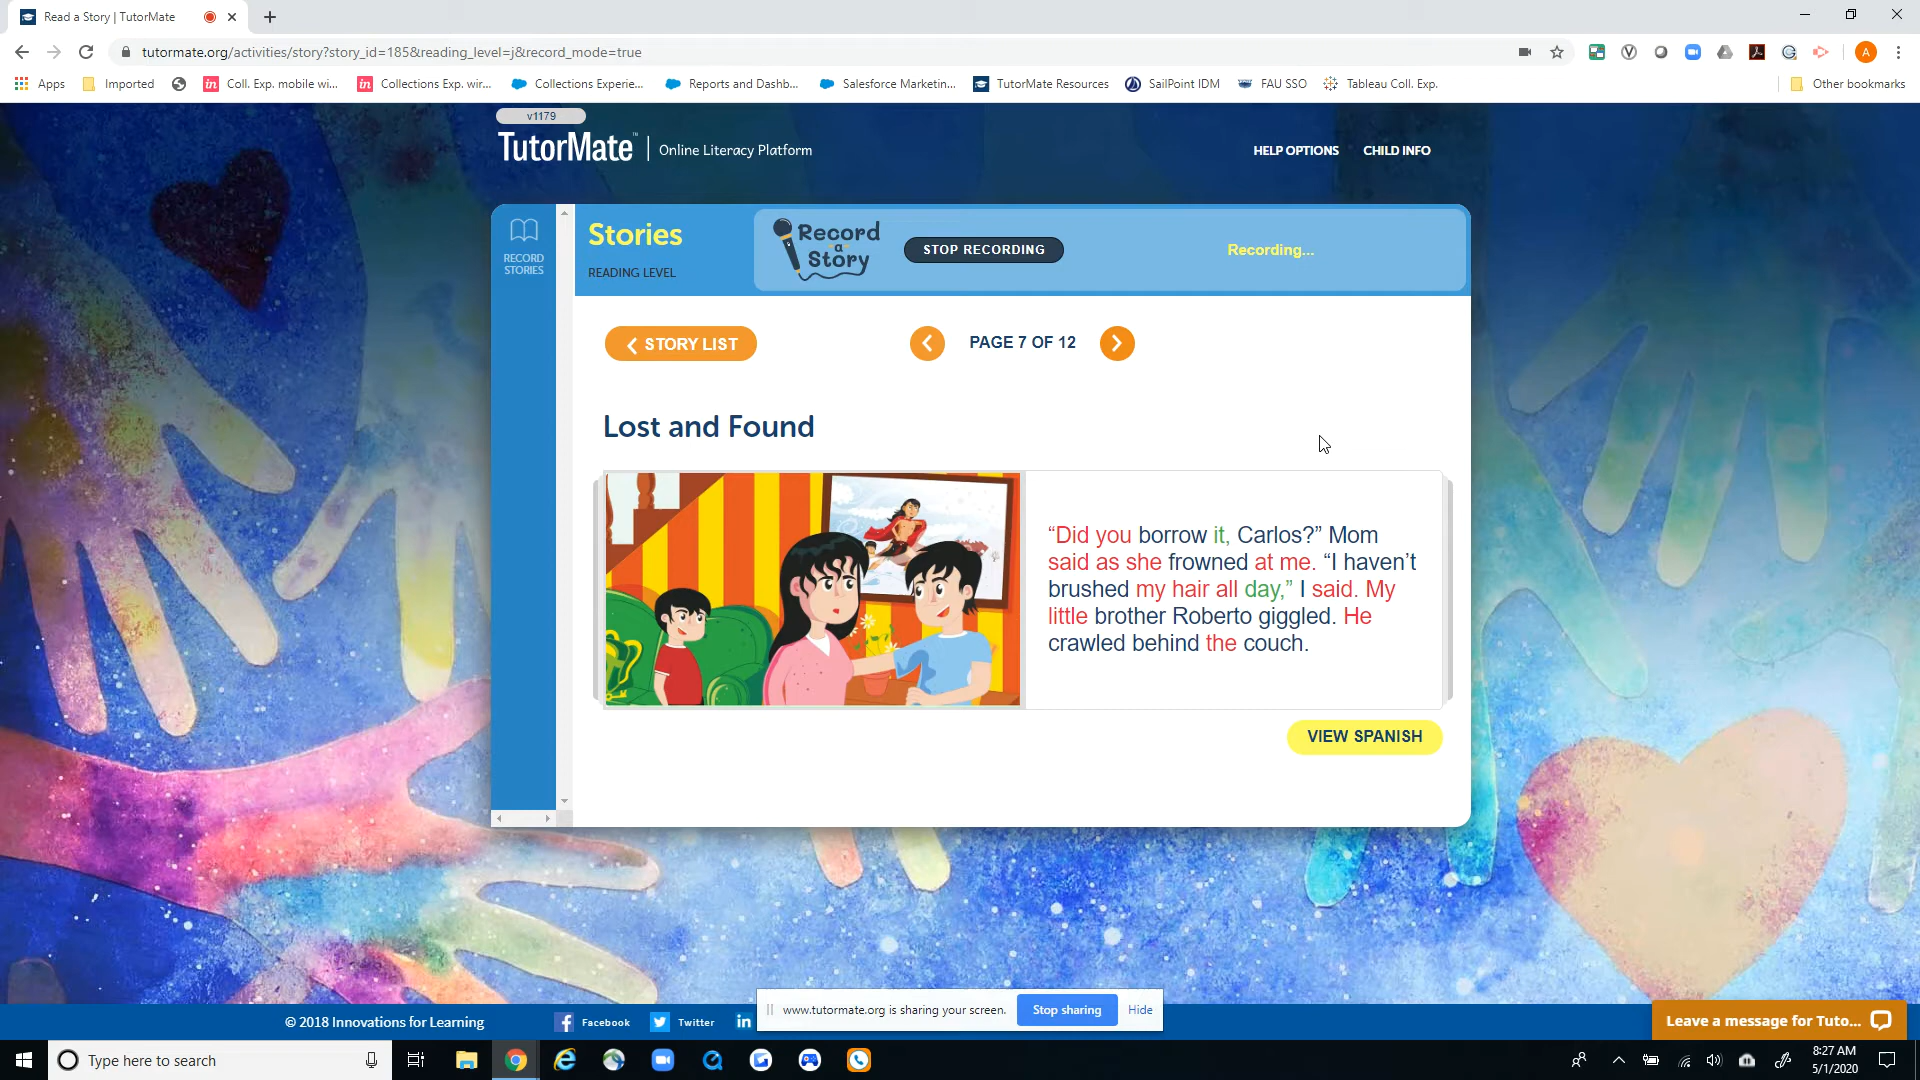 Read a Story | TutorMate
tutormate.org/activities/story?story_id=185&reading_level=j&record_mode=true
A
Apps
Imported
in
Coll. Exp. mobile wi...
in
Collections Exp. wir...
Collections Experie...
Reports and Dashb...
Salesforce Marketin...
TutorMate Resources
SailPoint IDM
FAU SSO
Tableau Coll. Exp.
Other bookmarks
v1179
TutorMate™ | Online Literacy Platform
HELP OPTIONS
CHILD INFO
RECORD
STORIES
Stories
READING LEVEL
Record
a
Story
STOP RECORDING
Recording...
STORY LIST
PAGE 7 OF 12
Lost and Found
“Did you borrow it, Carlos?” Mom
said as she frowned at me. “I haven’t
brushed my hair all day,” I said. My
little brother Roberto giggled. He
crawled behind the couch.
VIEW SPANISH
© 2018 Innovations for Learning
Facebook
Twitter
in
www.tutormate.org is sharing your screen.
Stop sharing
Hide
Leave a message for Tuto...
Type here to search
8:27 AM
5/1/2020